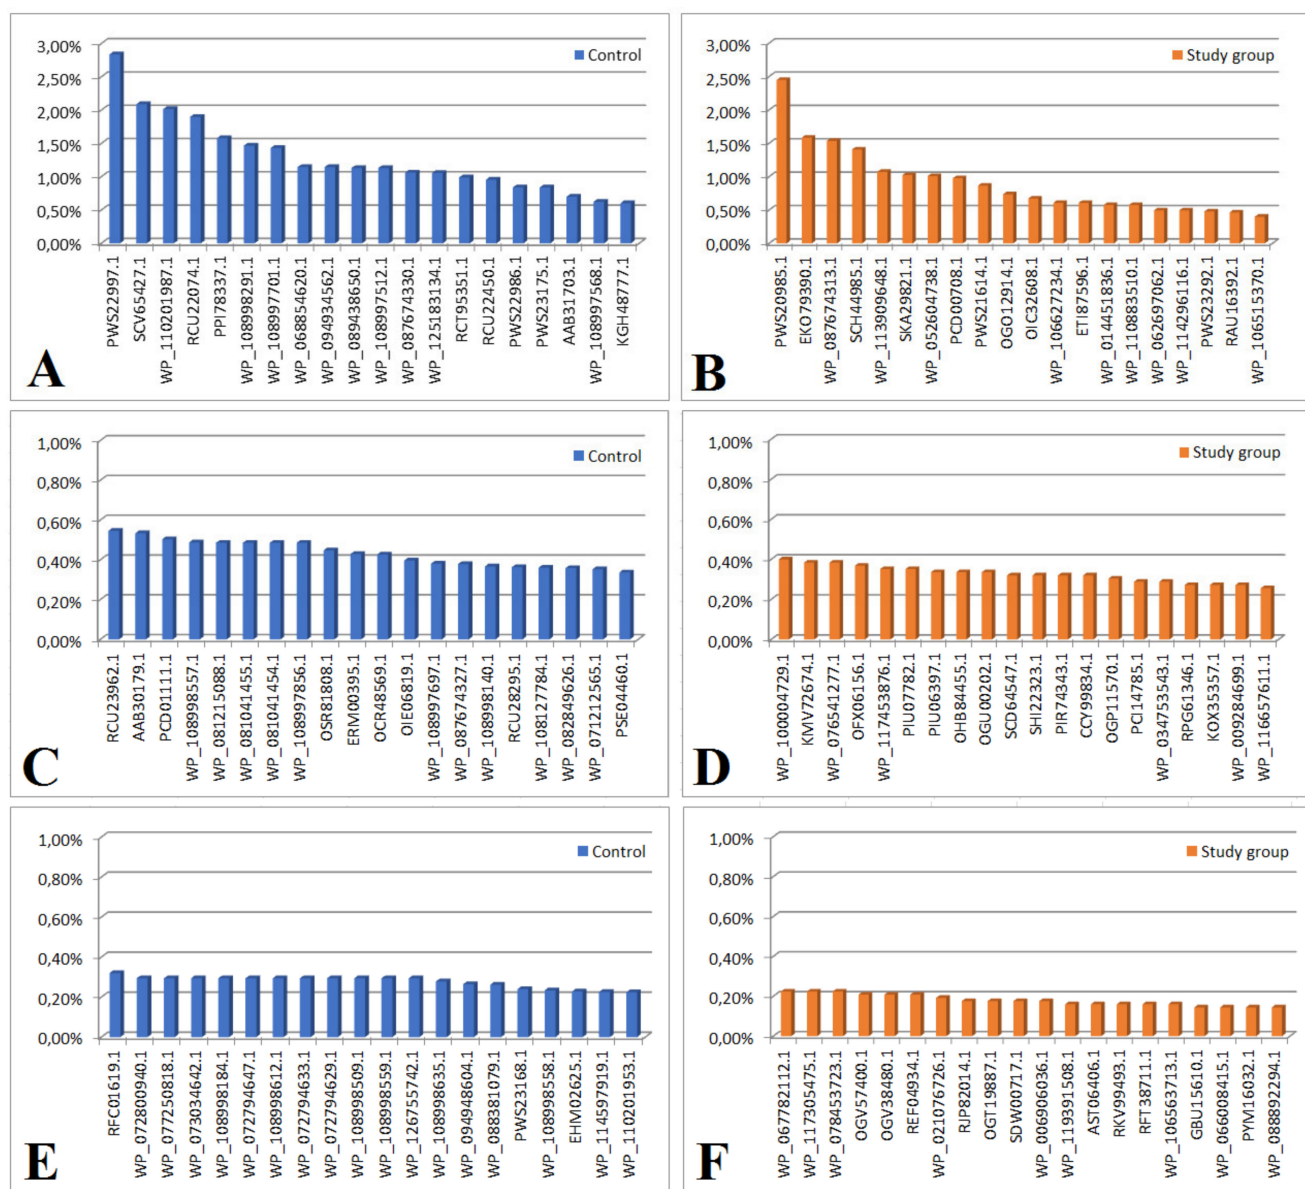 3,00%
2,50%
2,00%
1,50%
1,00%
0,50%
0,00%
Control
PWS22997.1
SCV65427.1
WP_110201987.1
RCU22074.1
PPI78337.1
WP_108998291.1
WP_108997701.1
WP_068854620.1
WP_094934562.1
WP_089438650.1
WP_108997512.1
WP_087674330.1
WP_125183134.1
RCT95351.1
RCU22450.1
PWS22986.1
PWS23175.1
AAB31703.1
WP_108997568.1
KGH48777.1
A
3,00%
2,50%
2,00%
1,50%
1,00%
0,50%
0,00%
Study group
PWS20985.1
EKO79390.1
WP_087674313.1
SCH44985.1
WP_113909648.1
SKA29821.1
WP_052604738.1
PCD00708.1
PWS21614.1
OGO12914.1
OIC32608.1
WP_106627234.1
ETI87596.1
WP_014451836.1
WP_110883510.1
WP_062697062.1
WP_111429616.1
PWS23292.1
RAU16392.1
WP_106515370.1
B
1,00%
0,80%
0,60%
0,40%
0,20%
0,00%
Control
RCU23962.1
AAB30179.1
PCD01111.1
WP_108998557.1
WP_081215088.1
WP_081041455.1
WP_081041454.1
WP_108997856.1
OSR81808.1
ERM00395.1
OCR48569.1
OIE06819.1
WP_108997697.1
WP_087674327.1
WP_108998140.1
RCU28295.1
WP_108127784.1
WP_082849626.1
WP_071212565.1
PSE04460.1
C
1,00%
0,80%
0,60%
0,40%
0,20%
0,00%
Study group
WP_100004729.1
KMV72674.1
WP_076541277.1
OFX06156.1
WP_117453876.1
PIU07782.1
PIU06397.1
OHB84455.1
OGU00202.1
SCD64547.1
SHI22323.1
PIR74343.1
CCY99834.1
OGP11570.1
PCI14785.1
WP_034753543.1
RPG61346.1
KOX35357.1
WP_009284699.1
WP_116657611.1
D
1,00%
0,80%
0,60%
0,40%
0,20%
0,00%
Control
RFC01619.1
WP_072800940.1
WP_077250818.1
WP_073034642.1
WP_108998184.1
WP_072794647.1
WP_108998612.1
WP_072794633.1
WP_072794629.1
WP_108998509.1
WP_108998559.1
WP_126755742.1
WP_108998635.1
WP_094948604.1
WP_088381079.1
PWS23168.1
WP_108998558.1
EHM02625.1
WP_114597919.1
WP_110201953.1
E
1,00%
0,80%
0,60%
0,40%
0,20%
0,00%
Study group
WP_067782112.1
WP_117305475.1
WP_078453723.1
OGV57400.1
OGV38480.1
REF04934.1
WP_021076726.1
RJP82014.1
OGT19887.1
SDW00717.1
WP_066906036.1
WP_119391508.1
AST06406.1
RKV99493.1
RFT38711.1
WP_106563713.1
GBU15610.1
WP_066008415.1
PYM16032.1
WP_088892294.1
F